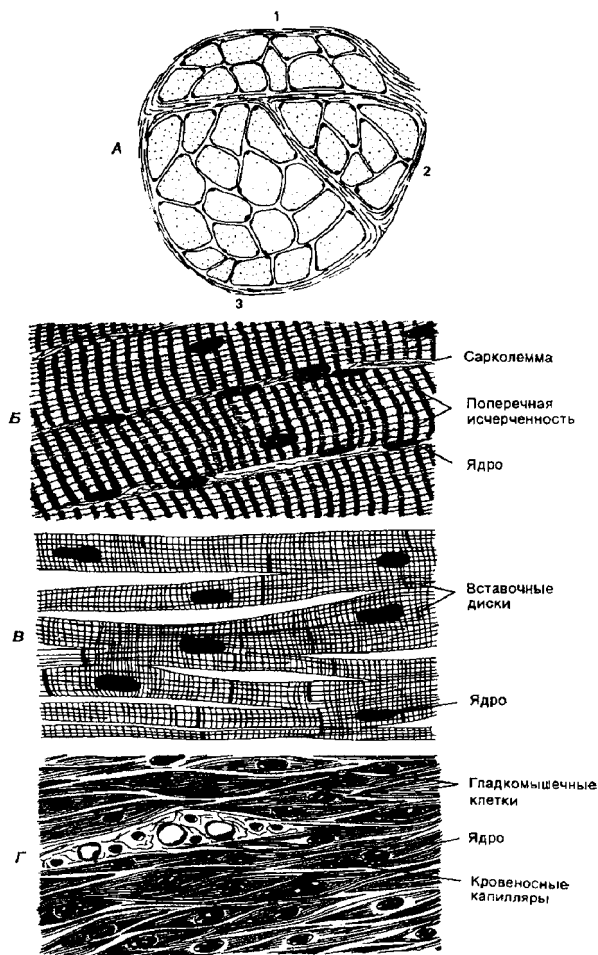 1
А
2
3
Б
Сарколемма
Поперечная
исчерченность
Ядро
В
Вставочные
диски
Ядро
Г
Гладкомышечные
клетки
Ядро
Кровеносные
капилляры